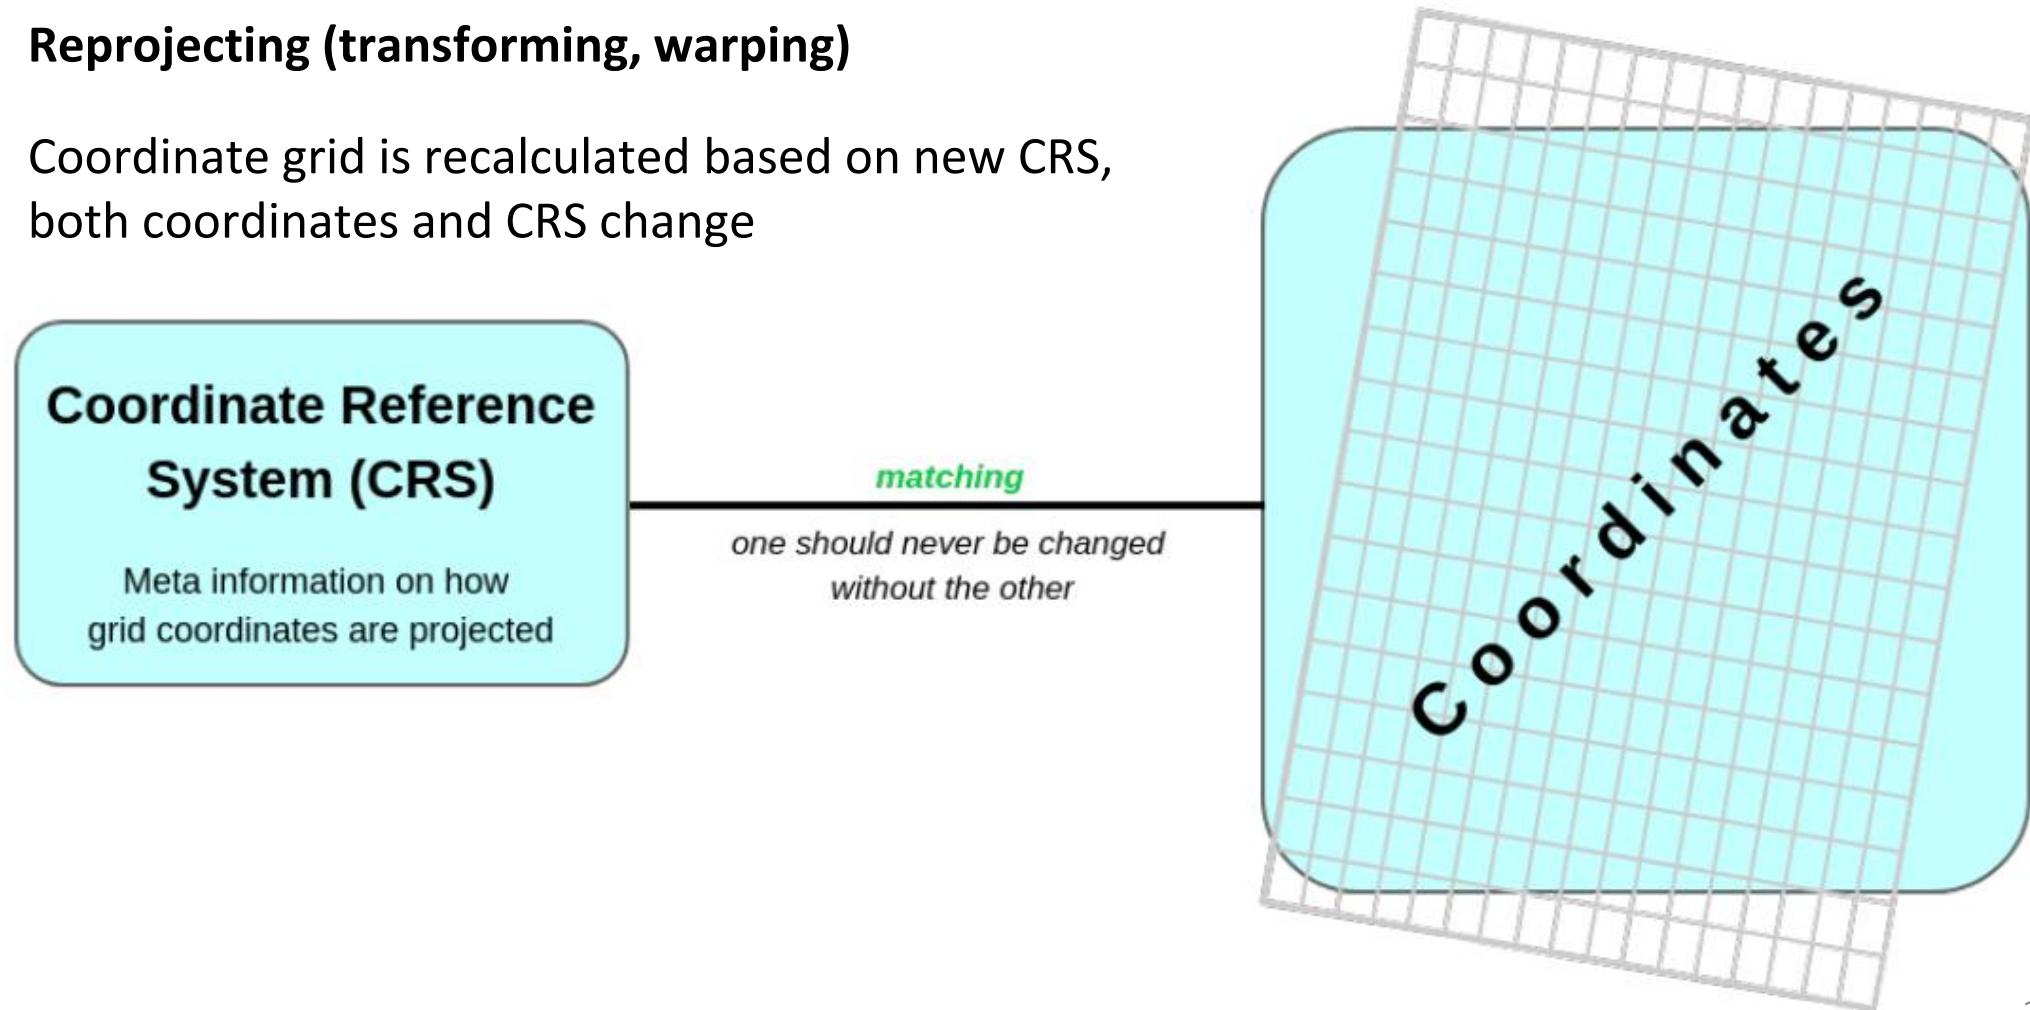 Reprojecting (transforming, warping)
Coordinate grid is recalculated based on new CRS,
both coordinates and CRS change
Coordinate Reference
System (CRS)
Meta information on how
grid coordinates are projected
matching
one should never be changed
without the other
Coordinates